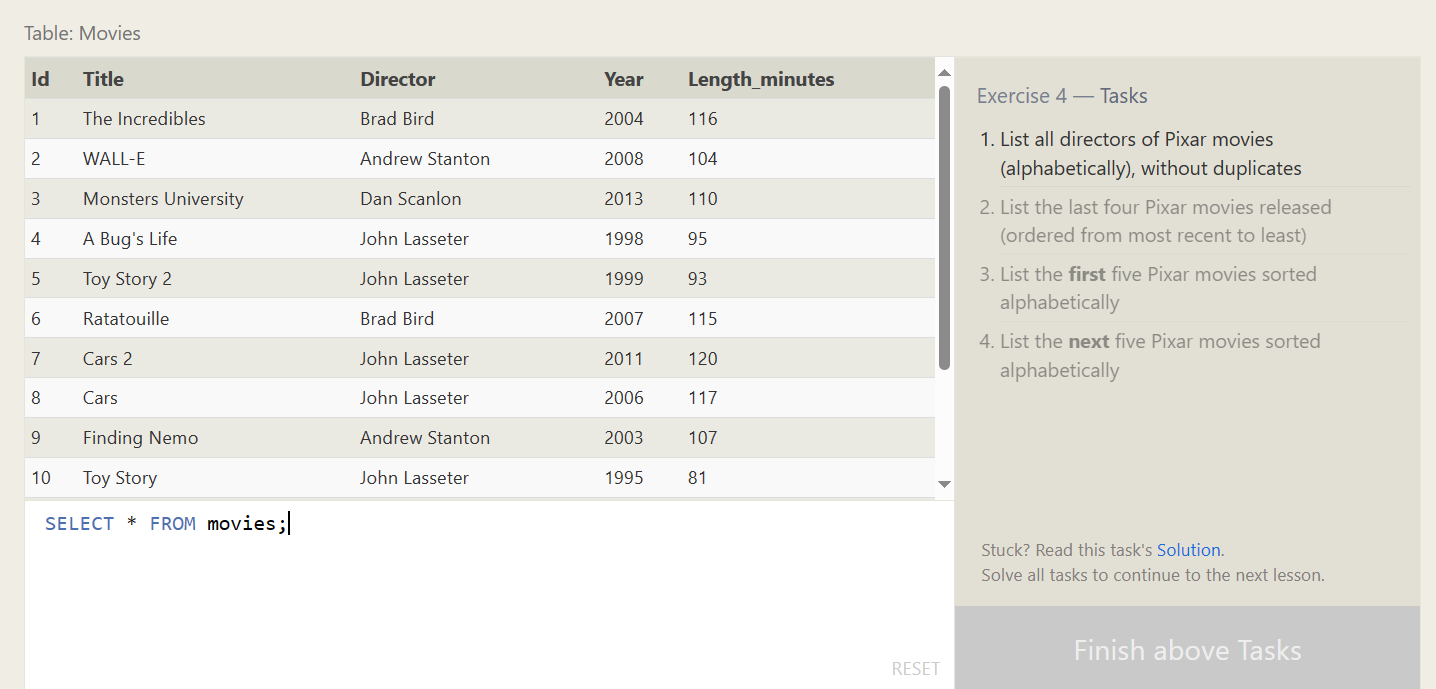 Table: Movies
Id Title Director Year Length_minutes
1 The Incredibles Brad Bird 2004 116
2 WALL-E Andrew Stanton 2008 104
3 Monsters University Dan Scanlon 2013 110
4 A Bug's Life John Lasseter 1998 95
5 Toy Story 2 John Lasseter 1999 93
6 Ratatouille Brad Bird 2007 115
7 Cars 2 John Lasseter 2011 120
8 Cars John Lasseter 2006 117
9 Finding Nemo Andrew Stanton 2003 107
10 Toy Story John Lasseter 1995 81
SELECT * FROM movies;
RESET
Exercise 4 — Tasks
1. List all directors of Pixar movies
(alphabetically), without duplicates
2. List the last four Pixar movies released
(ordered from most recent to least)
3. List the first five Pixar movies sorted
alphabetically
4. List the next five Pixar movies sorted
alphabetically
Stuck? Read this task's Solution.
Solve all tasks to continue to the next lesson.
Finish above Tasks